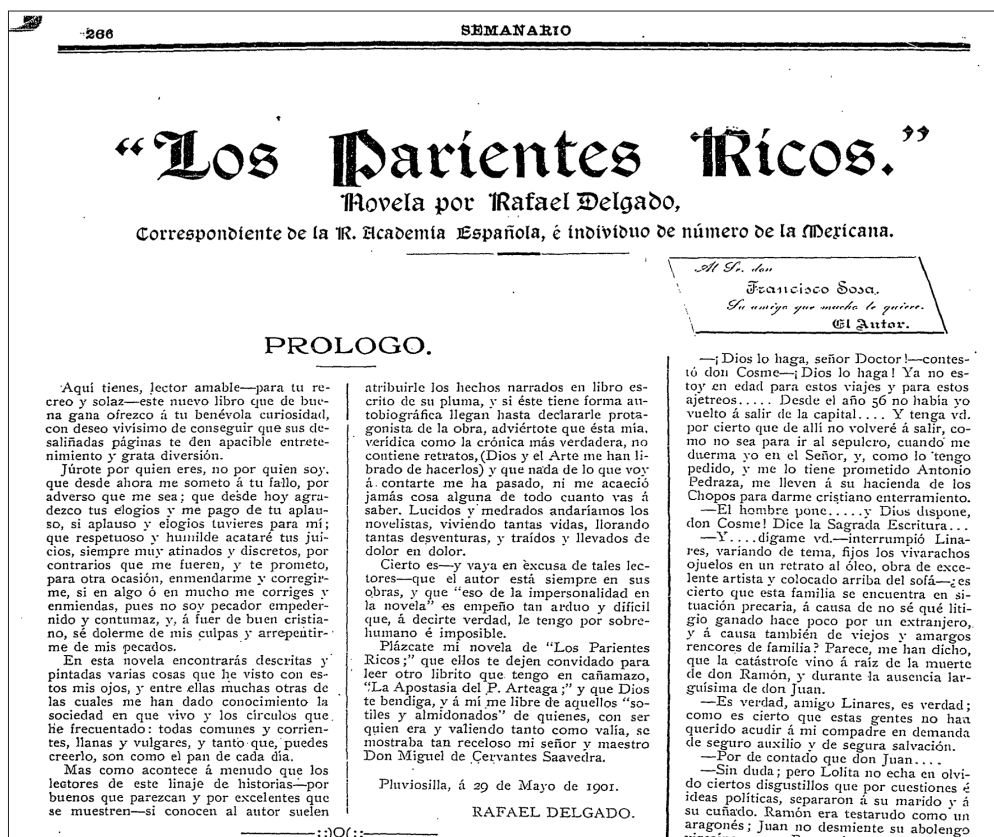 266
SEMANARIO
“Los Parientes Ricos.”
Novela por Rafael Delgado,
Correspondiente de la R. Academia Española, é individuo de número de la Mexicana.
Al Sr. don
Francisco Sosa.
Su amigo que mucho le quiere.
El Autor.
PROLOGO.
Aquí tienes, lector amable—para tu re-
creo y solaz—este nuevo libro que de bue-
na gana ofrezco á tu benévola curiosidad,
con deseo vivísimo de conseguir que sus de-
saliñadas páginas te den apacible entrete-
nimiento y grata diversión.
Júrote por quien eres, no por quien soy.
que desde ahora me someto á tu fallo, por
adverso que me sea; que desde hoy agra-
dezco tus elogios y me pago de tu aplau-
so, si aplauso y elogios tuvieres para mí;
que respetuoso y humilde acataré tus jui-
cios, siempre muy atinados y discretos, por
contrarios que me fueren, y te prometo,
para otra ocasión, enmendarme y corregir-
me, si en algo ó en mucho me corriges y
enmiendas, pues no soy pecador empeder-
nido y contumaz, y, á fuer de buen cristia-
no, sé dolerme de mis culpas y arrepentir-
me de mis pecados.
En esta novela encontrarás descritas y
pintadas varias cosas que he visto con es-
tos mis ojos, y entre ellas muchas otras de
las cuales me han dado conocimiento la
sociedad en que vivo y los círculos que
he frecuentado: todas comunes y corrien-
tes, llanas y vulgares, y tanto que, puedes
creerlo, son como el pan de cada día.
Mas como acontece á menudo que los
lectores de este linaje de historias—por
buenos que parezcan y por excelentes que
se muestren—si conocen al autor suelen
atribuirle los hechos narrados en libro es-
crito de su pluma, y si éste tiene forma au-
tobiográfica llegan hasta declararle prota-
gonista de la obra, adviértote que ésta mía.
verídica como la crónica más verdadera, no
contiene retratos, (Dios y el Arte me han li-
brado de hacerlos) y que nada de lo que voy
á contarte me ha pasado, ni me acaeció
jamás cosa alguna de todo cuanto vas á
saber. Lucidos y medrados andaríamos los
novelistas, viviendo tantas vidas, llorando
tantas desventuras, y traídos y llevados de
dolor en dolor.
Cierto es—y vaya en excusa de tales lec-
tores—que el autor está siempre en sus
obras, y que “eso de la impersonalidad en
la novela” es empeño tan arduo y difícil
que, á decirte verdad, le tengo por sobre-
humano é imposible.
Plázcate mi novela de “Los Parientes
Ricos;” que ellos te dejen convidado para
leer otro librito que tengo en cañamazo,
“La Apostasía del P. Arteaga;” y que Dios
te bendiga, y á mí me libre de aquellos “so-
tiles y almidonados” de quienes, con ser
quien era y valiendo tanto como valía, se
mostraba tan receloso mi señor y maestro
Don Miguel de Cervantes Saavedra.
Pluviosilla, á 29 de Mayo de 1901.
RAFAEL DELGADO.
—¡Dios lo haga, señor Doctor!—contes-
tó don Cosme—¡Dios lo haga! Ya no es-
toy en edad para estos viajes y para estos
ajetreos..... Desde el año 56 no había yo
vuelto á salir de la capital.... Y tenga vd.
por cierto que de allí no volveré á salir, co-
mo no sea para ir al sepulcro, cuando me
duerma yo en el Señor, y, como lo tengo
pedido, y me lo tiene prometido Antonio
Pedraza, me lleven á su hacienda de los
Chopos para darme cristiano enterramiento.
—El hombre pone.....y Dios dispone,
don Cosme! Dice la Sagrada Escritura...
—Y....dígame vd.—interrumpió Lina-
res, variando de tema, fijos los vivarachos
ojuelos en un retrato al óleo, obra de exce-
lente artista y colocado arriba del sofá—¿es
cierto que esta familia se encuentra en si-
tuación precaria, á causa de no sé qué liti-
gio ganado hace poco por un extranjero,
y á causa también de viejos y amargos
rencores de familia? Parece, me han dicho,
que la catástrofe vino á raíz de la muerte
de don Ramón, y durante la ausencia lar-
guísima de don Juan.
—Es verdad, amigo Linares, es verdad;
como es cierto que estas gentes no han
querido acudir á mi compadre en demanda
de seguro auxilio y de segura salvación.
—Por de contado que don Juan....
—Sin duda; pero Lolita no echa en olvi-
do ciertos disgustillos que por cuestiones é
ideas políticas, separaron á su marido y á
su cuñado. Ramón era testarudo como un
aragonés; Juan no desmiente su abolengo